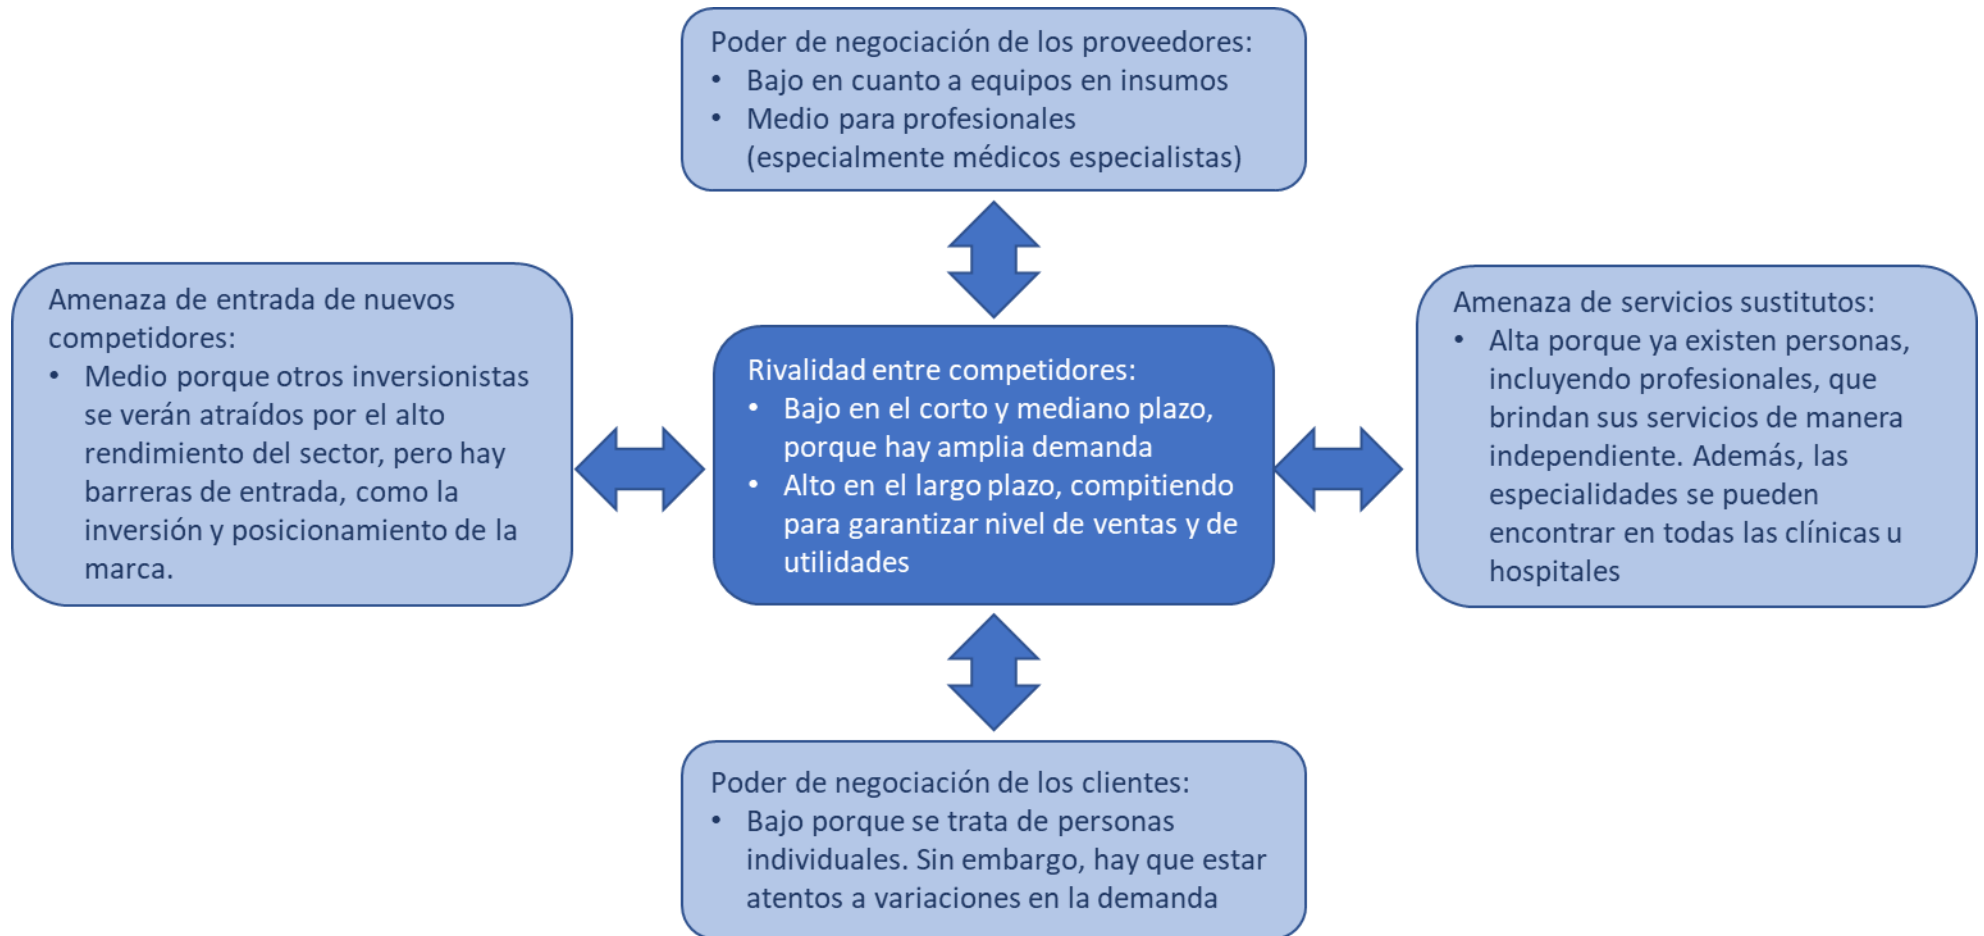 Poder de negociación de los proveedores:
• Bajo en cuanto a equipos en insumos
• Medio para profesionales
(especialmente médicos especialistas)
Amenaza de entrada de nuevos
competidores:
• Medio porque otros inversionistas
se verán atraídos por el alto
rendimiento del sector, pero hay
barreras de entrada, como la
inversión y posicionamiento de la
marca.
Rivalidad entre competidores:
• Bajo en el corto y mediano plazo,
porque hay amplia demanda
• Alto en el largo plazo, compitiendo
para garantizar nivel de ventas y de
utilidades
Amenaza de servicios sustitutos:
• Alta porque ya existen personas,
incluyendo profesionales, que
brindan sus servicios de manera
independiente. Además, las
especialidades se pueden
encontrar en todas las clínicas u
hospitales
Poder de negociación de los clientes:
• Bajo porque se trata de personas
individuales. Sin embargo, hay que estar
atentos a variaciones en la demanda